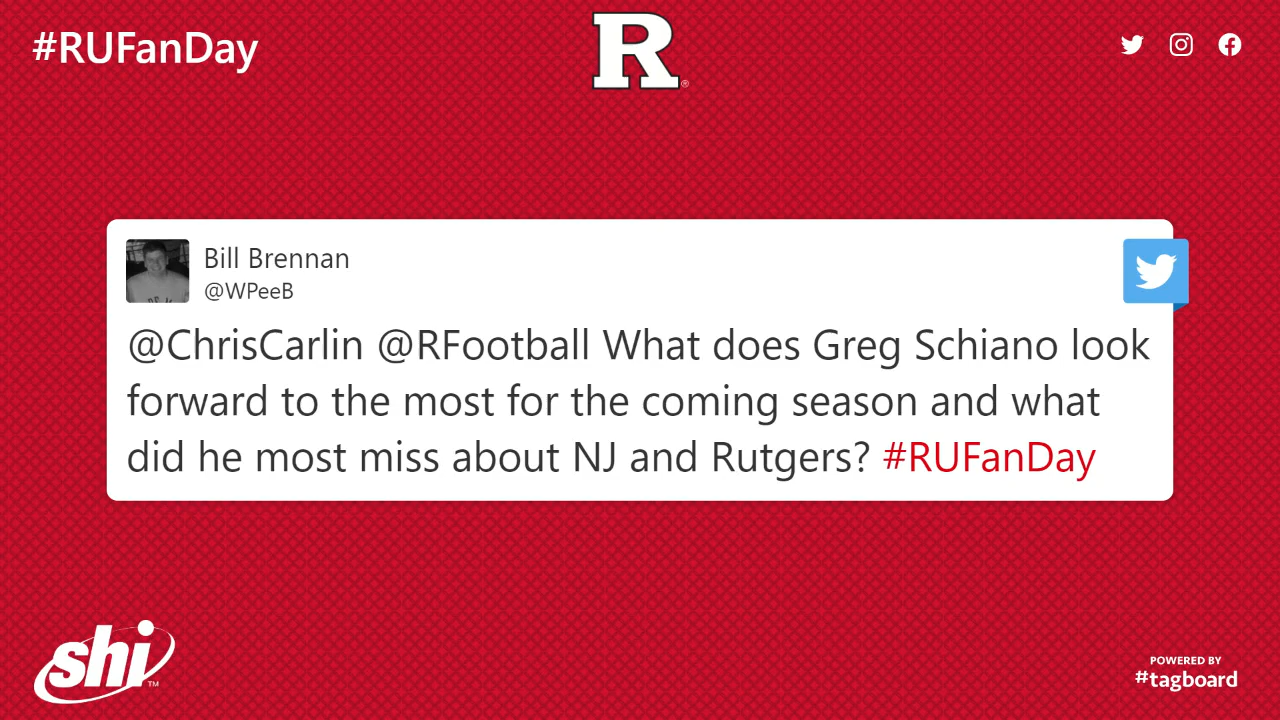 #RUFanDay
R
Bill Brennan
@WPeeB
@ChrisCarlin @RFootball What does Greg Schiano look
forward to the most for the coming season and what
did he most miss about NJ and Rutgers? #RUFanDay
shi™
POWERED BY
#tagboard